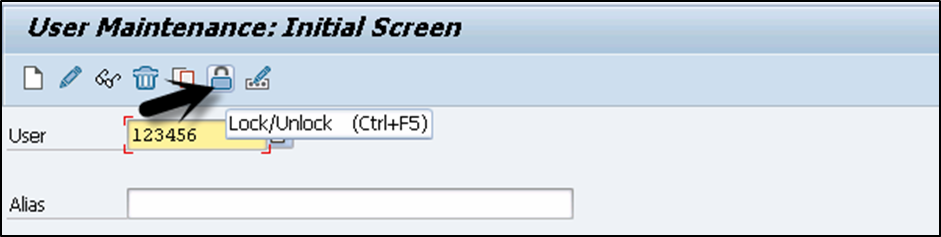 User Maintenance: Initial Screen
Lock/Unlock (Ctrl+F5)
User 123456
Alias